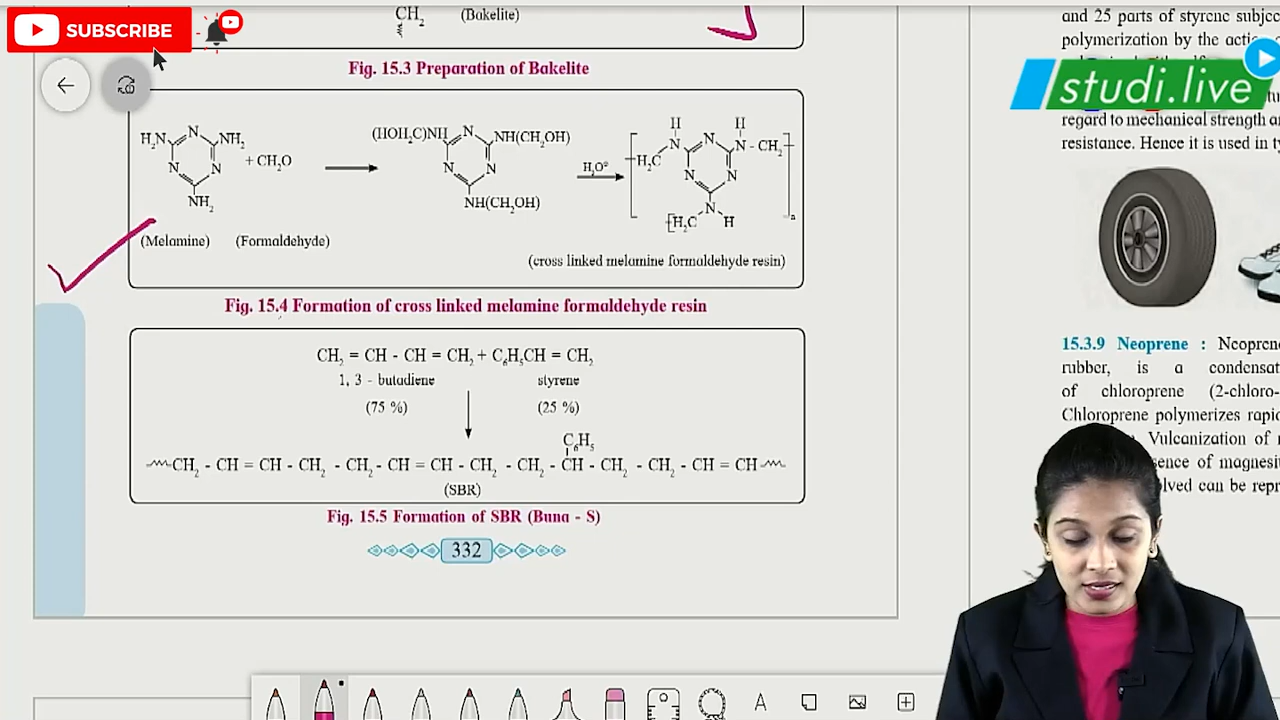 SUBSCRIBE
studi.live
CH₂ (Bakelite)
Fig. 15.3 Preparation of Bakelite
H₂N N NH₂ N N NH₂ + CH₂O
(HOH₂C)NH N NH(CH₂OH) N N NH(CH₂OH)
H₃O⊕
H H N N N N - CH₂ H₂C N N N H₂C H n
(Melamine) (Formaldehyde)
(cross linked melamine formaldehyde resin)
Fig. 15.4 Formation of cross linked melamine formaldehyde resin
CH₂ = CH - CH = CH₂ + C₆H₅CH = CH₂
1, 3 - butadiene styrene
(75 %) (25 %)
C₆H₅
CH₂ - CH = CH - CH₂ - CH₂ - CH = CH - CH₂ - CH₂ - CH - CH₂ - CH₂ - CH = CH
(SBR)
Fig. 15.5 Formation of SBR (Buna - S)
332
and 25 parts of styrene subjec
polymerization by the actio
regard to mechanical strength a
resistance. Hence it is used in ty
15.3.9 Neoprene : Neopren
rubber, is a condensat
of chloroprene (2-chloro-
Chloroprene polymerizes rapi
Vulcanization of
sence of magnesi
lved can be repr
A